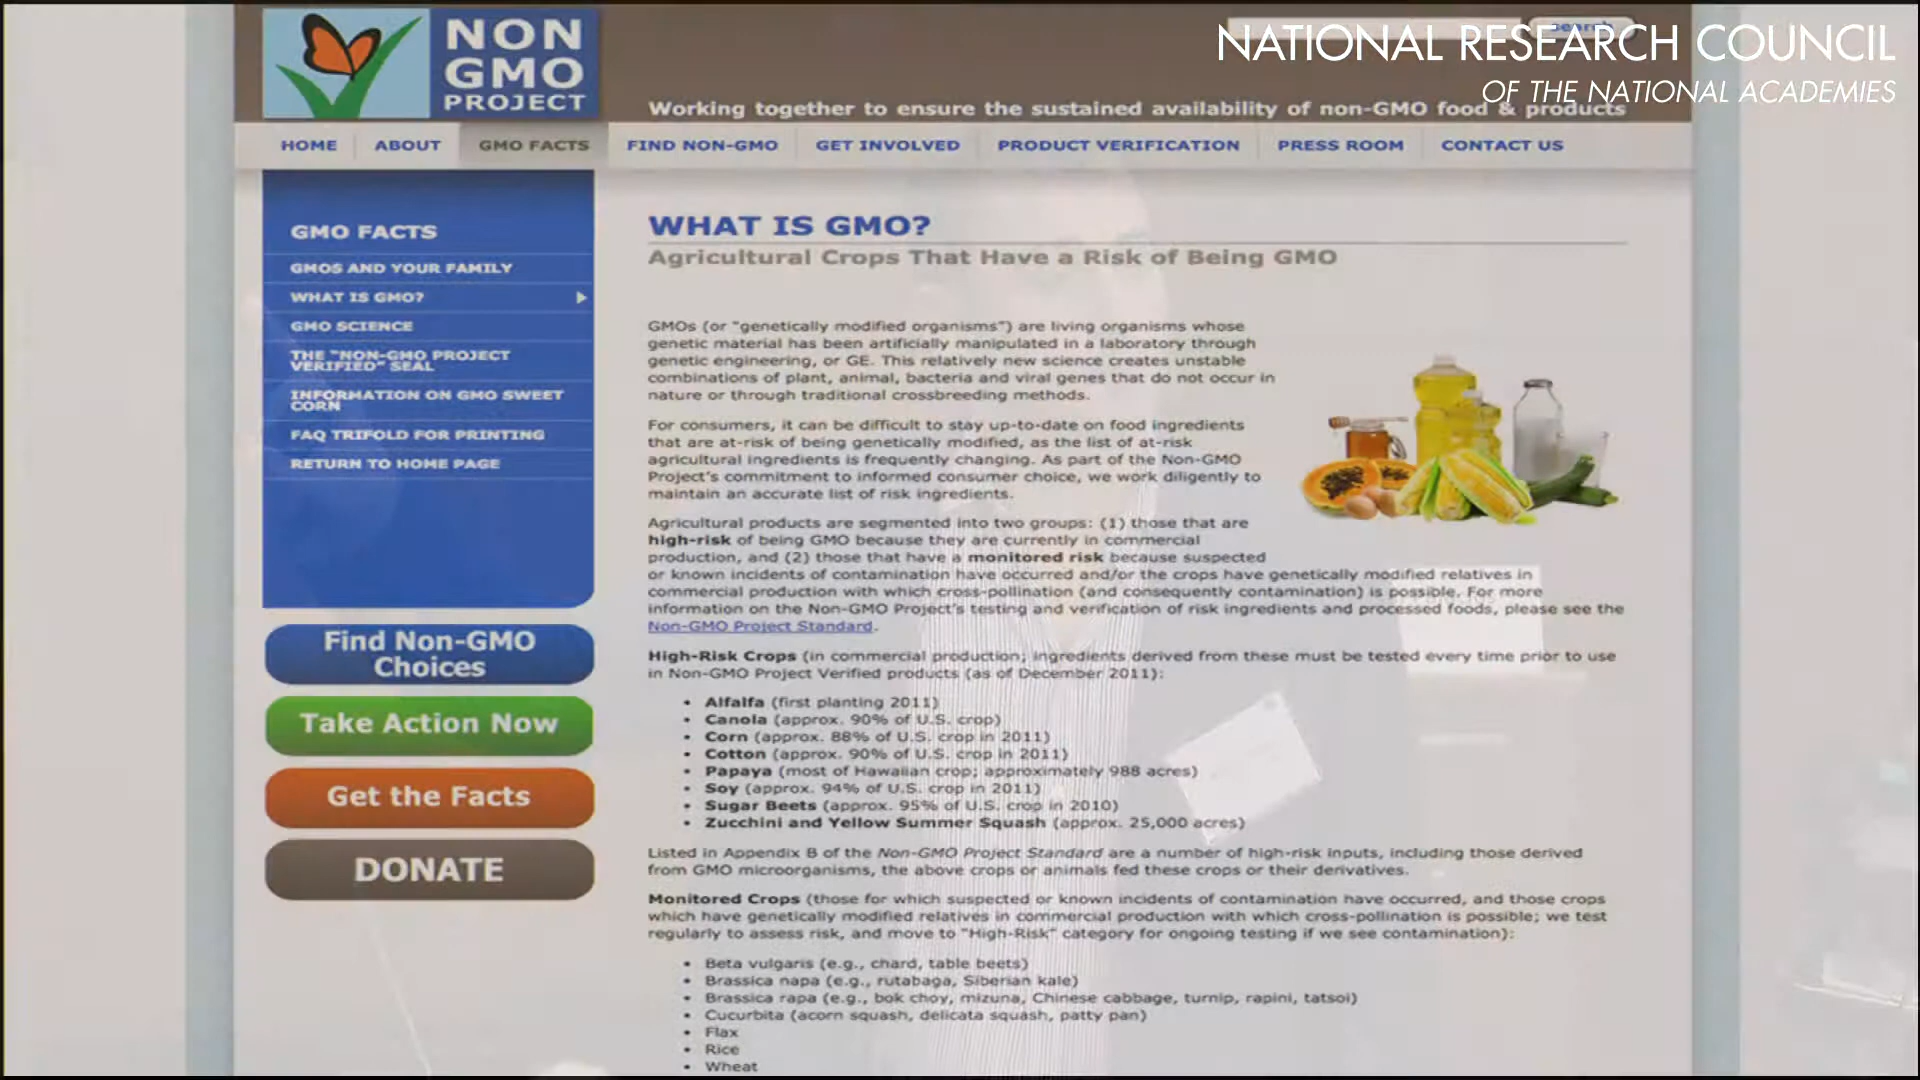 NATIONAL RESEARCH COUNCIL
OF THE NATIONAL ACADEMIES
NON
GMO
PROJECT
Search
Working together to ensure the sustained availability of non-GMO food & products
HOME ABOUT GMO FACTS FIND NON-GMO GET INVOLVED PRODUCT VERIFICATION PRESS ROOM CONTACT US
GMO FACTS
GMOS AND YOUR FAMILY
WHAT IS GMO?
GMO SCIENCE
THE "NON-GMO PROJECT
VERIFIED" SEAL
INFORMATION ON GMO SWEET
CORN
FAQ TRIFOLD FOR PRINTING
RETURN TO HOME PAGE
Find Non-GMO
Choices
Take Action Now
Get the Facts
DONATE
WHAT IS GMO?
Agricultural Crops That Have a Risk of Being GMO
GMOs (or "genetically modified organisms") are living organisms whose
genetic material has been artificially manipulated in a laboratory through
genetic engineering, or GE. This relatively new science creates unstable
combinations of plant, animal, bacteria and viral genes that do not occur in
nature or through traditional crossbreeding methods.
For consumers, it can be difficult to stay up-to-date on food ingredients
that are at-risk of being genetically modified, as the list of at-risk
agricultural ingredients is frequently changing. As part of the Non-GMO
Project's commitment to informed consumer choice, we work diligently to
maintain an accurate list of risk ingredients.
Agricultural products are segmented into two groups: (1) those that are
high-risk of being GMO because they are currently in commercial
production, and (2) those that have a monitored risk because suspected
or known incidents of contamination have occurred and/or the crops have genetically modified relatives in
commercial production with which cross-pollination (and consequently contamination) is possible. For more
information on the Non-GMO Project's testing and verification of risk ingredients and processed foods, please see the
Non-GMO Project Standard.
High-Risk Crops (in commercial production; ingredients derived from these must be tested every time prior to use
in Non-GMO Project Verified products (as of December 2011):
• Alfalfa (first planting 2011)
• Canola (approx. 90% of U.S. crop)
• Corn (approx. 88% of U.S. crop in 2011)
• Cotton (approx. 90% of U.S. crop in 2011)
• Papaya (most of Hawaiian crop; approximately 988 acres)
• Soy (approx. 94% of U.S. crop in 2011)
• Sugar Beets (approx. 95% of U.S. crop in 2010)
• Zucchini and Yellow Summer Squash (approx. 25,000 acres)
Listed in Appendix B of the Non-GMO Project Standard are a number of high-risk inputs, including those derived
from GMO microorganisms, the above crops or animals fed these crops or their derivatives.
Monitored Crops (those for which suspected or known incidents of contamination have occurred, and those crops
which have genetically modified relatives in commercial production with which cross-pollination is possible; we test
regularly to assess risk, and move to "High-Risk" category for ongoing testing if we see contamination):
• Beta vulgaris (e.g., chard, table beets)
• Brassica napa (e.g., rutabaga, Siberian kale)
• Brassica rapa (e.g., bok choy, mizuna, Chinese cabbage, turnip, rapini, tatsoi)
• Cucurbita (acorn squash, delicata squash, patty pan)
• Flax
• Rice
• Wheat